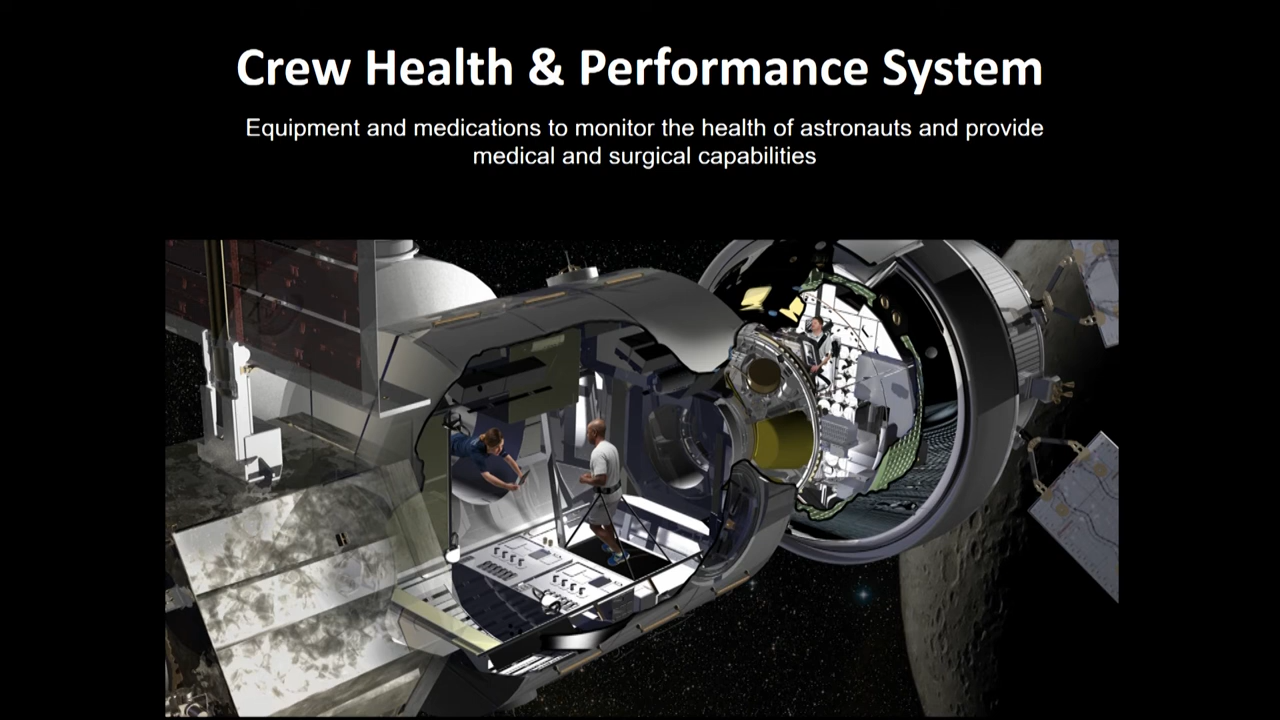 Crew Health & Performance System
Equipment and medications to monitor the health of astronauts and provide
medical and surgical capabilities